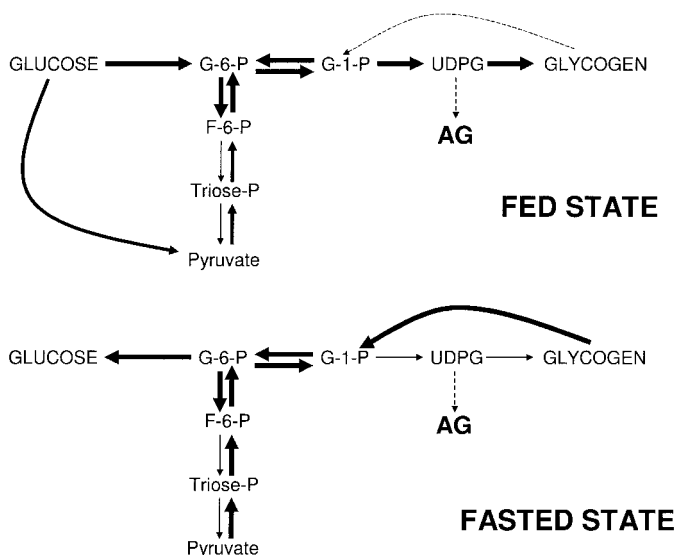 GLUCOSE G-6-P G-1-P UDPG GLYCOGEN
F-6-P AG
Triose-P
FED STATE
Pyruvate
GLUCOSE G-6-P G-1-P UDPG GLYCOGEN
F-6-P AG
Triose-P
FASTED STATE
Pyruvate